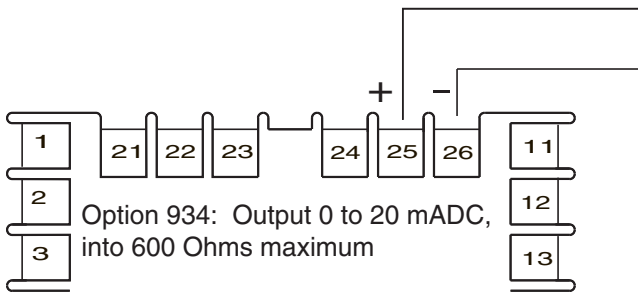 + -
1 21 22 23 24 25 26 11
2 12
Option 934: Output 0 to 20 mADC,
into 600 Ohms maximum
3 13